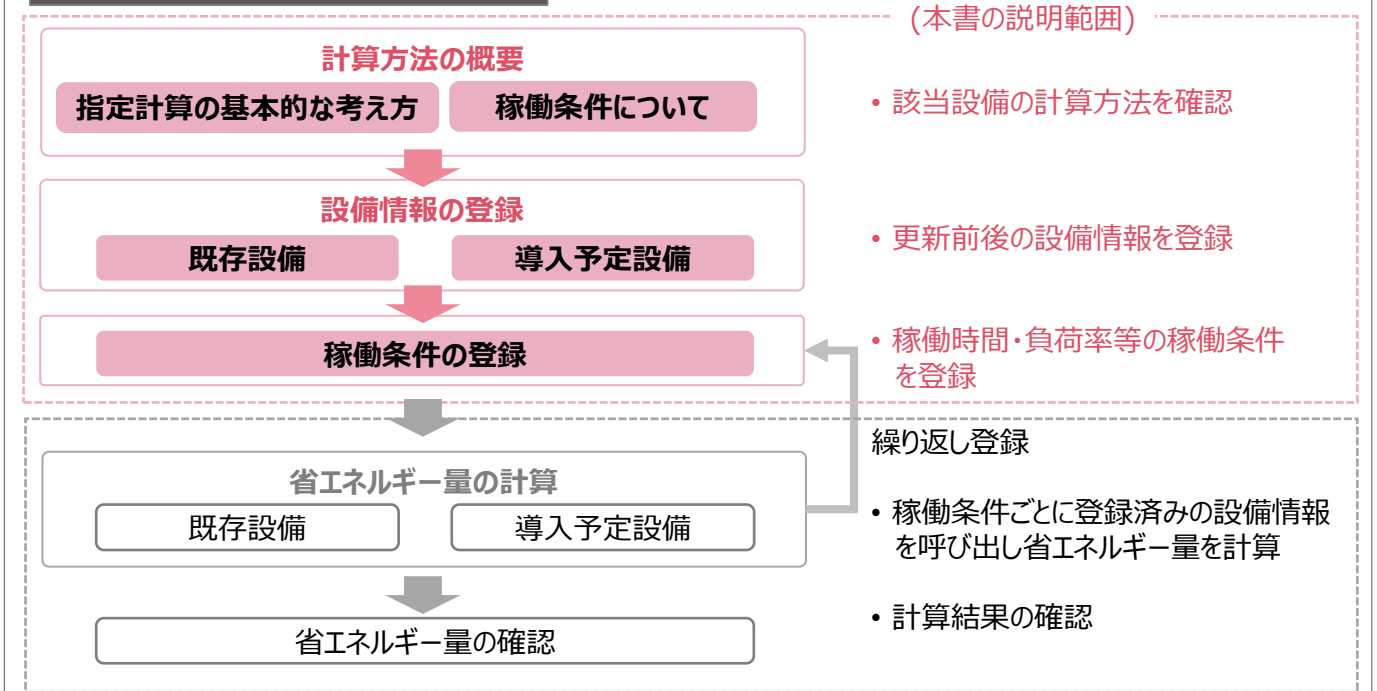 (本書の説明範囲)
計算方法の概要
指定計算の基本的な考え方
稼働条件について
• 該当設備の計算方法を確認
設備情報の登録
既存設備
導入予定設備
• 更新前後の設備情報を登録
稼働条件の登録
• 稼働時間・負荷率等の稼働条件
を登録
繰り返し登録
省エネルギー量の計算
既存設備
導入予定設備
• 稼働条件ごとに登録済みの設備情報
を呼び出し省エネルギー量を計算
省エネルギー量の確認
• 計算結果の確認